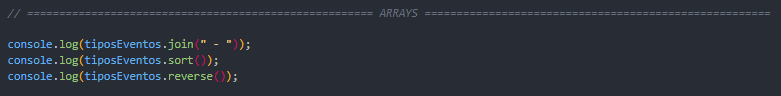 // ====================================================== ARRAYS ======================================================
console.log(tiposEventos.join(" - "));
console.log(tiposEventos.sort());
console.log(tiposEventos.reverse());